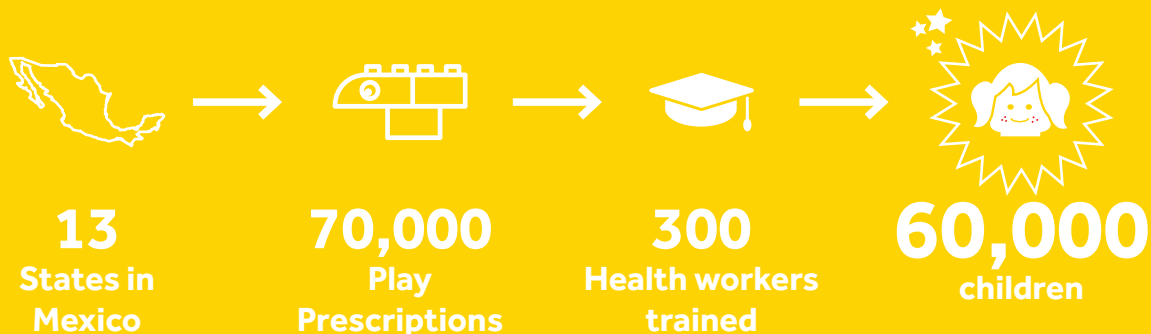 13
States in
Mexico
70,000
Play
Prescriptions
300
Health workers
trained
60,000
children